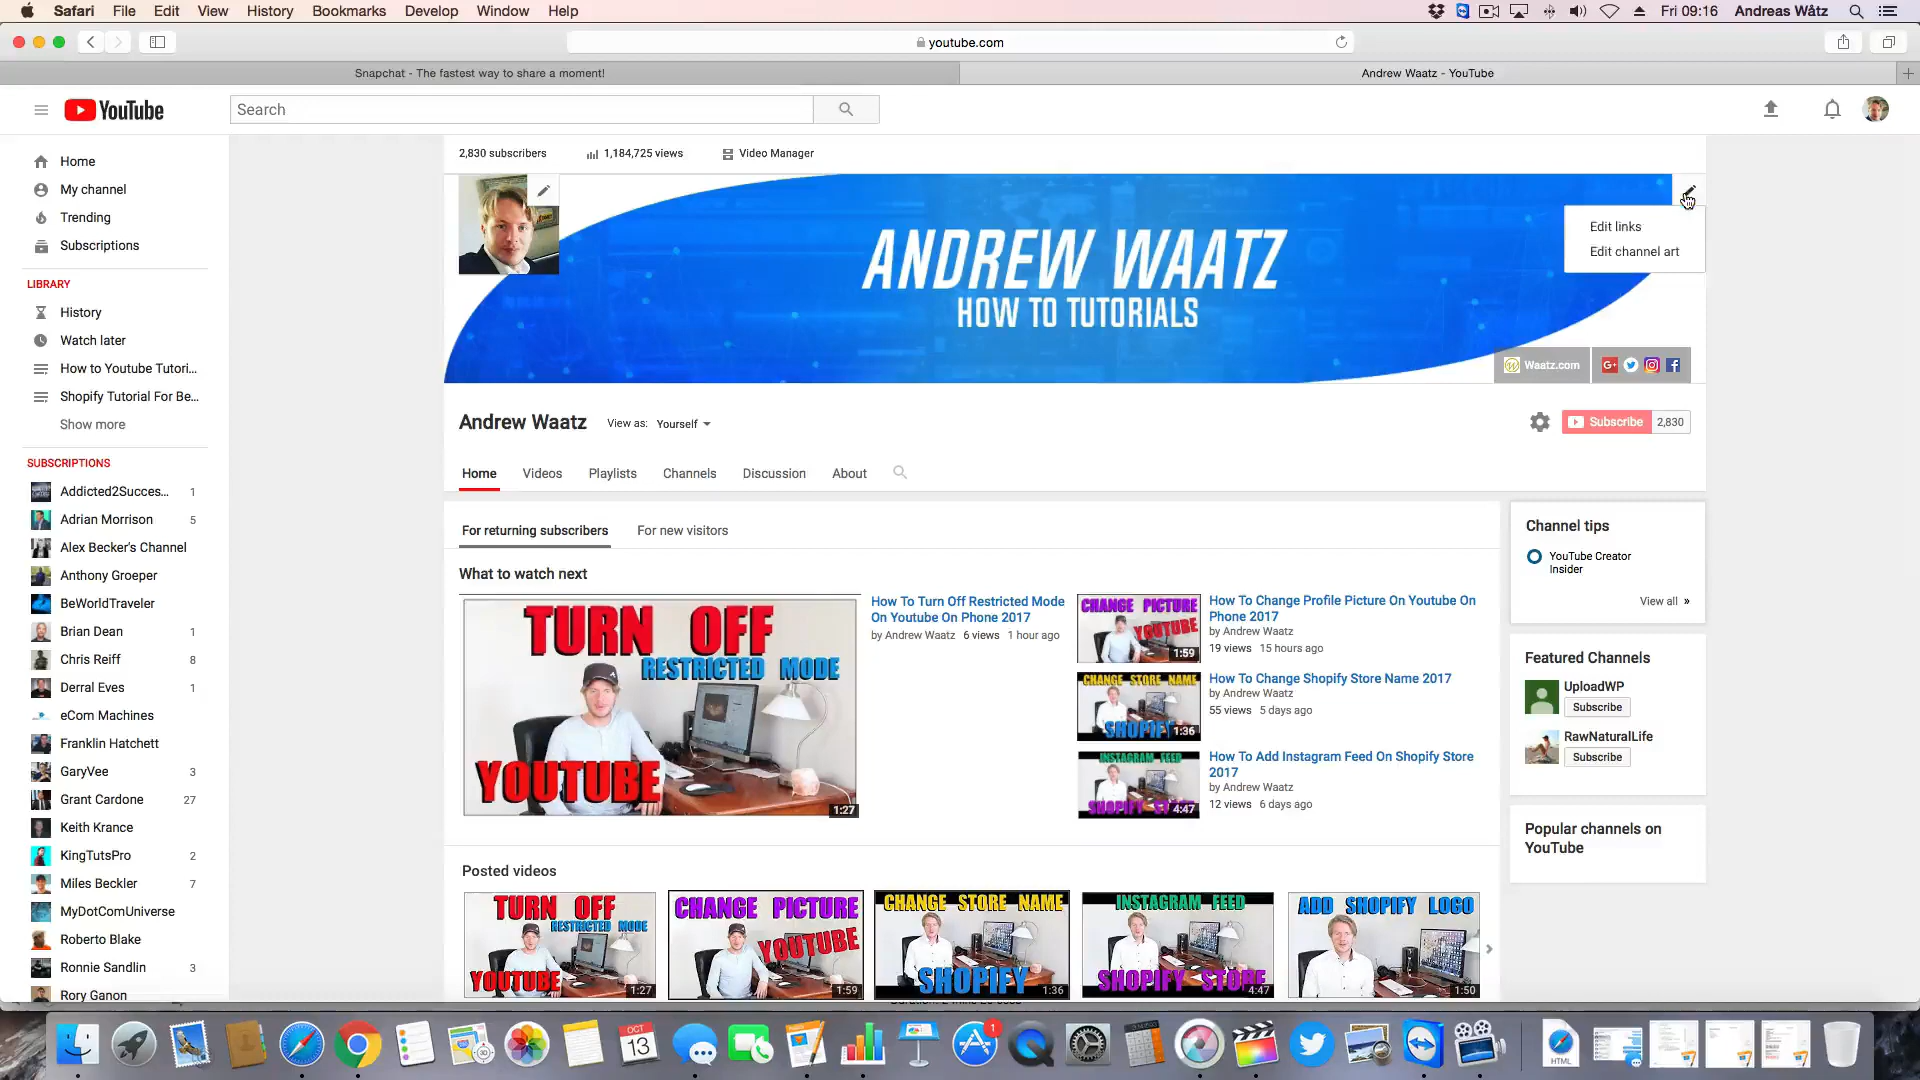 Safari File Edit View History Bookmarks Develop Window Help
Fri 09:16 Andreas Wåtz
youtube.com
Snapchat - The fastest way to share a moment!
Andrew Waatz - YouTube
YouTube
Search
Home
My channel
Trending
Subscriptions
LIBRARY
History
Watch later
How to Youtube Tutori...
Shopify Tutorial For Be...
Show more
SUBSCRIPTIONS
Addicted2Succes... 1
Adrian Morrison 5
Alex Becker's Channel
Anthony Groeper
BeWorldTraveler
Brian Dean 1
Chris Reiff 8
Derral Eves 1
eCom Machines
Franklin Hatchett
GaryVee 3
Grant Cardone 27
Keith Krance
KingTutsPro 2
Miles Beckler 7
MyDotComUniverse
Roberto Blake
Ronnie Sandlin 3
Rory Ganon
2,830 subscribers 1,184,725 views Video Manager
ANDREW WAATZ
HOW TO TUTORIALS
Edit links
Edit channel art
Waatz.com
G+
Andrew Waatz View as: Yourself
Subscribe 2,830
Home Videos Playlists Channels Discussion About
For returning subscribers For new visitors
What to watch next
TURN OFF
RESTRICTED MODE
YOUTUBE
1:27
How To Turn Off Restricted Mode
On Youtube On Phone 2017
by Andrew Waatz 6 views 1 hour ago
CHANGE PICTURE
YOUTUBE
1:59
How To Change Profile Picture On Youtube On
Phone 2017
by Andrew Waatz
19 views 15 hours ago
CHANGE STORE NAME
SHOPIFY
1:36
How To Change Shopify Store Name 2017
by Andrew Waatz
55 views 5 days ago
INSTAGRAM FEED
SHOPIFY STORE
4:47
How To Add Instagram Feed On Shopify Store
2017
by Andrew Waatz
12 views 6 days ago
Posted videos
TURN OFF
RESTRICTED MODE
YOUTUBE
1:27
CHANGE PICTURE
YOUTUBE
1:59
CHANGE STORE NAME
SHOPIFY
1:36
INSTAGRAM FEED
SHOPIFY STORE
4:47
ADD SHOPIFY LOGO
1:50
Channel tips
YouTube Creator
Insider
View all »
Featured Channels
UploadWP
Subscribe
RawNaturalLife
Subscribe
Popular channels on
YouTube
OCT
13
1
HTML